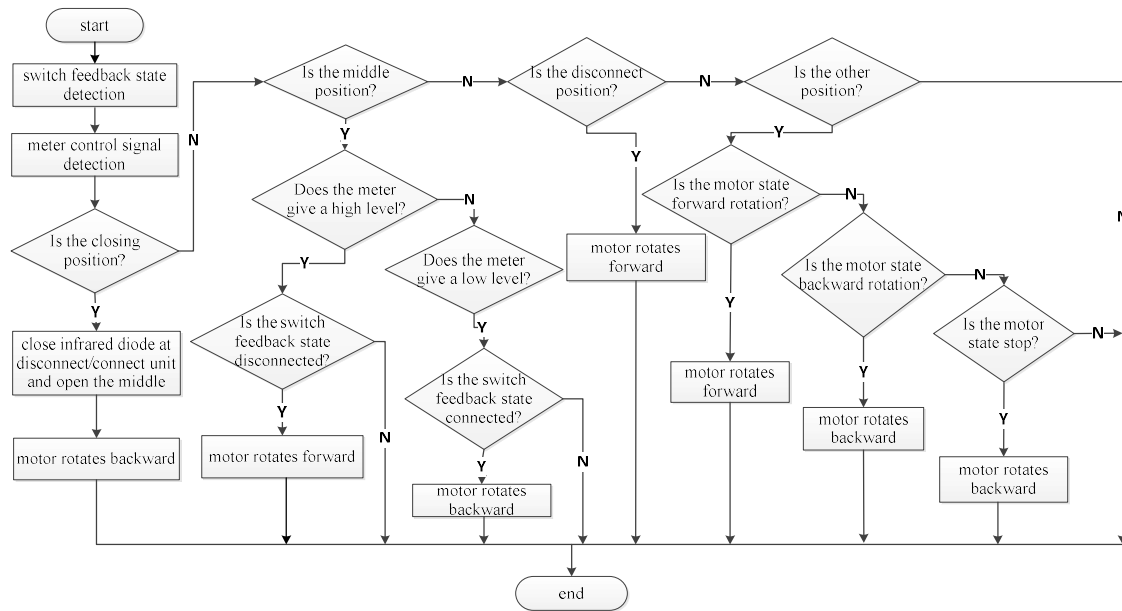 start
switch feedback state
detection
meter control signal
detection
Is the closing
position?
Y
N
close infrared diode at
disconnect/connect unit
and open the middle
motor rotates backward
Is the middle
position?
N
Y
Does the meter
give a high level?
N
Y
Is the switch
feedback state
disconnected?
Y
N
motor rotates forward
Does the meter
give a low level?
Y
Is the switch
feedback state
connected?
Y
N
motor rotates
backward
Is the disconnect
position?
N
Y
motor rotates
forward
Is the other
position?
Y
Is the motor state
forward rotation?
N
Y
motor rotates
forward
Is the motor state
backward rotation?
N
Y
motor rotates
backward
Is the motor
state stop?
N
Y
motor rotates
backward
end